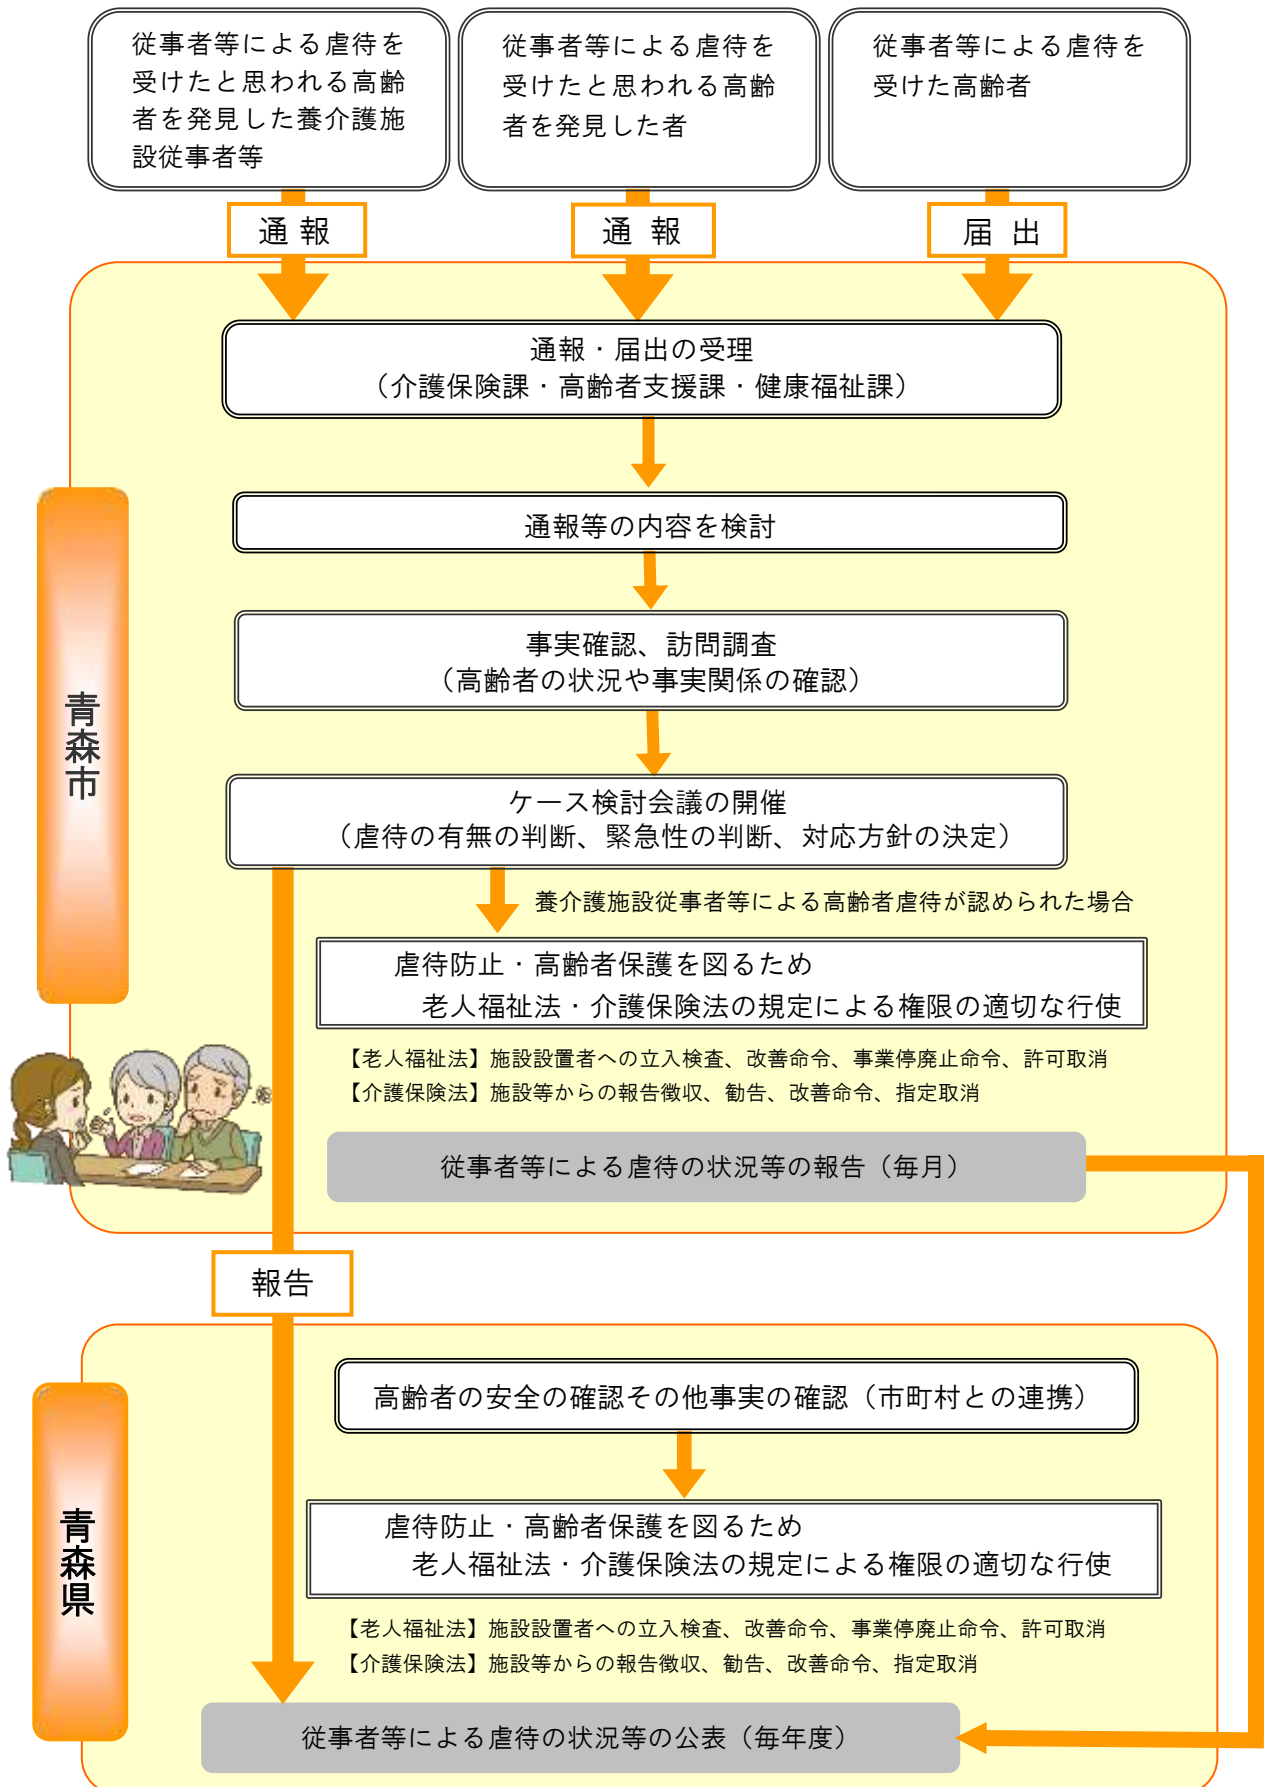 従事者等による虐待を
受けたと思われる高齢
者を発見した養介護施
設従事者等
従事者等による虐待を
受けたと思われる高齢
者を発見した者
従事者等による虐待を
受けた高齢者
通報
通 報
届 出
通報・届出の受理
（介護保険課・高齢者支援課・健康福祉課）
通報等の内容を検討
事実確認、訪問調査
（高齢者の状況や事実関係の確認）
青森市
ケース検討会議の開催
（虐待の有無の判断、緊急性の判断、対応方針の決定）
養介護施設従事者等による高齢者虐待が認められた場合
虐待防止・高齢者保護を図るため
老人福祉法・介護保険法の規定による権限の適切な行使
【老人福祉法】施設設置者への立入検査、改善命令、事業停廃止命令、許可取消
【介護保険法】施設等からの報告徴収、勧告、改善命令、指定取消
従事者等による虐待の状況等の報告（毎月）
報告
高齢者の安全の確認その他事実の確認（市町村との連携）
青森県
虐待防止・高齢者保護を図るため
老人福祉法・介護保険法の規定による権限の適切な行使
【老人福祉法】施設設置者への立入検査、改善命令、事業停廃止命令、許可取消
【介護保険法】施設等からの報告徴収、勧告、改善命令、指定取消
従事者等による虐待の状況等の公表（毎年度）